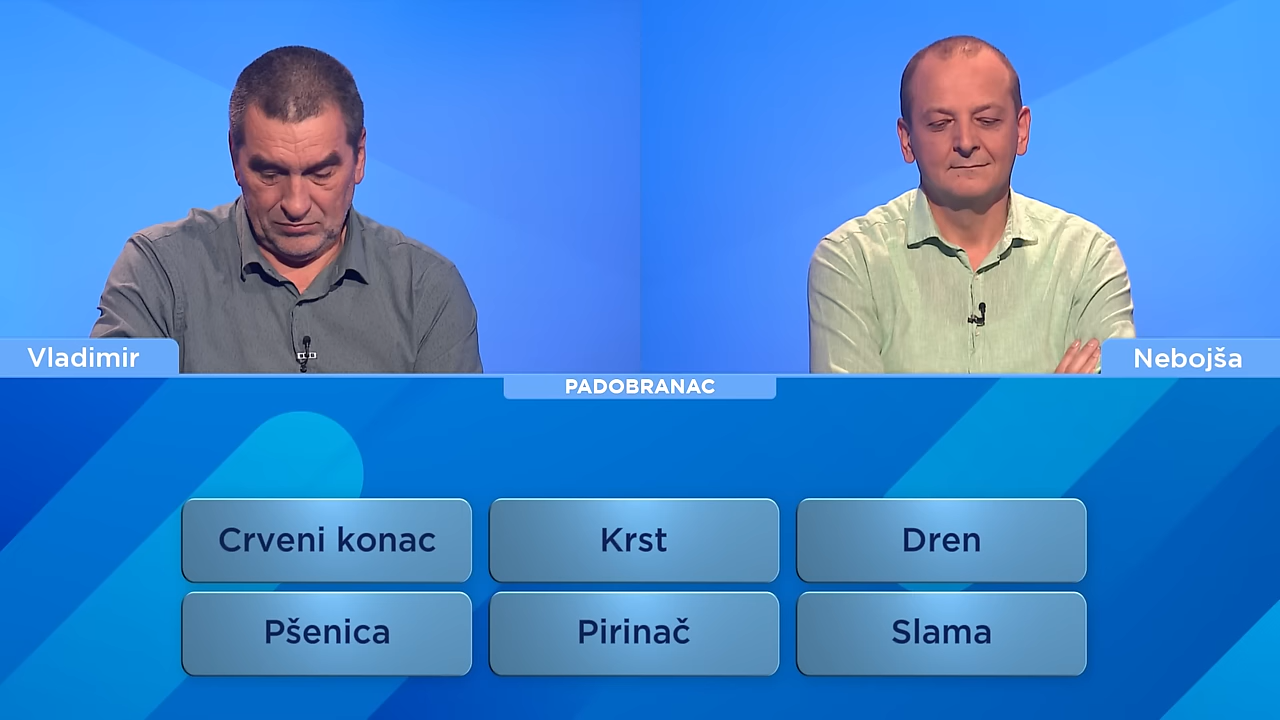 Vladimir
Nebojša
PADOBRANAC
Crveni konac
Krst
Dren
Pšenica
Pirinač
Slama